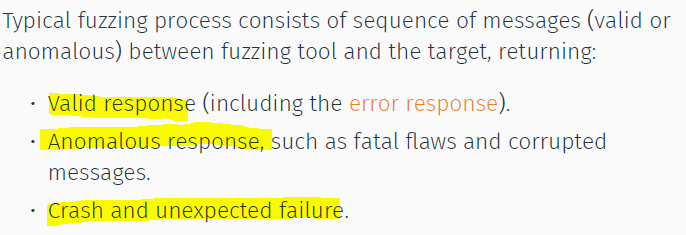 Typical fuzzing process consists of sequence of messages (valid or
anomalous) between fuzzing tool and the target, returning:
• Valid response (including the error response).
• Anomalous response, such as fatal flaws and corrupted
messages.
• Crash and unexpected failure.